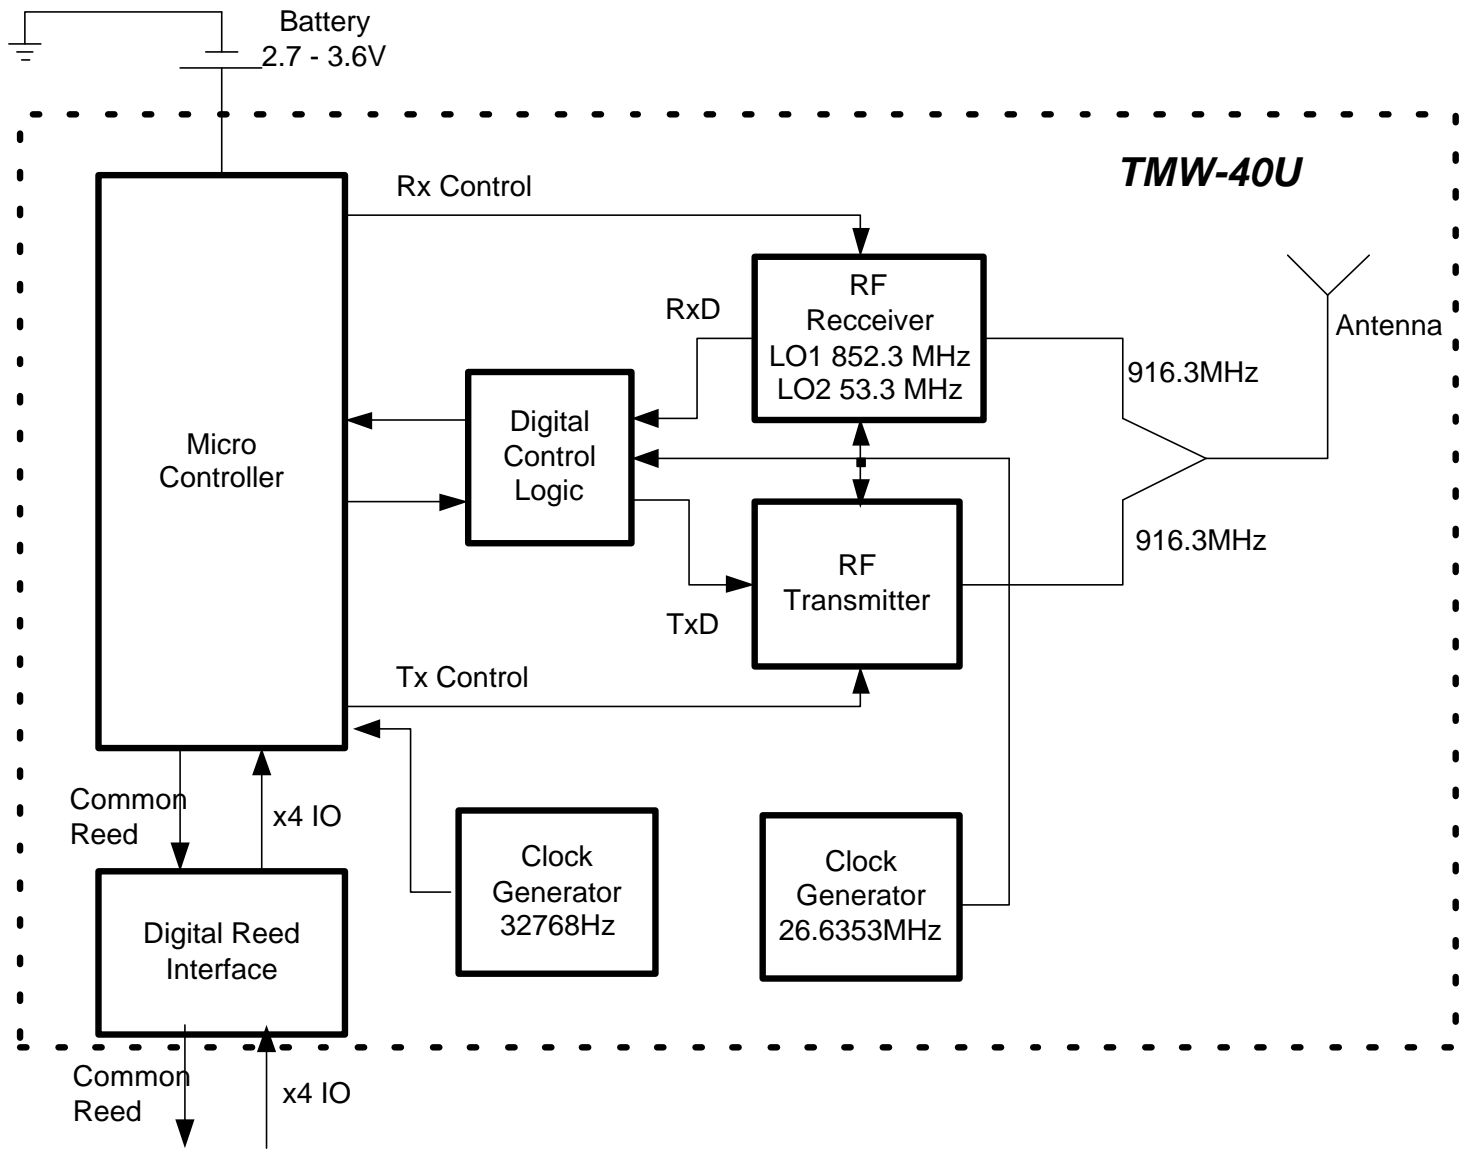 Battery
2.7 - 3.6V
TMW-40U
Rx Control
RF
Recceiver
LO1 852.3 MHz
LO2 53.3 MHz
RxD
Antenna
916.3MHz
Digital
Control
Logic
Micro
Controller
916.3MHz
RF
Transmitter
TxD
Tx Control
Common
Reed
x4 IO
Clock
Generator
32768Hz
Clock
Generator
26.6353MHz
Digital Reed
Interface
Common
Reed
x4 IO